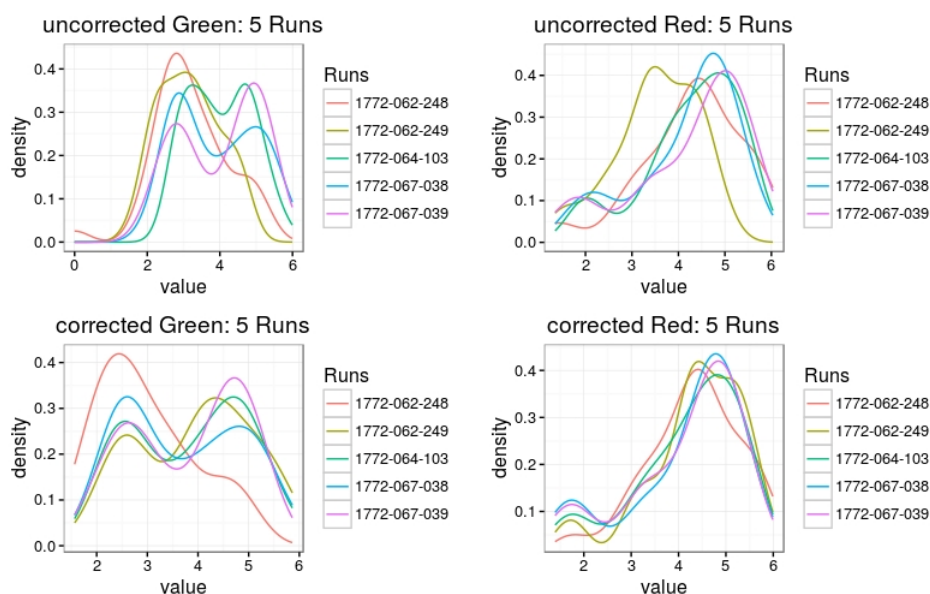 uncorrected Green: 5 Runs
density
0.4
0.3
0.2
0.1
0.0
0 2 4 6
value
Runs
1772-062-248
1772-062-249
1772-064-103
1772-067-038
1772-067-039
uncorrected Red: 5 Runs
density
0.4
0.3
0.2
0.1
0.0
2 3 4 5 6
value
Runs
1772-062-248
1772-062-249
1772-064-103
1772-067-038
1772-067-039
corrected Green: 5 Runs
density
0.4
0.3
0.2
0.1
0.0
2 3 4 5 6
value
Runs
1772-062-248
1772-062-249
1772-064-103
1772-067-038
1772-067-039
corrected Red: 5 Runs
density
0.4
0.3
0.2
0.1
2 3 4 5 6
value
Runs
1772-062-248
1772-062-249
1772-064-103
1772-067-038
1772-067-039